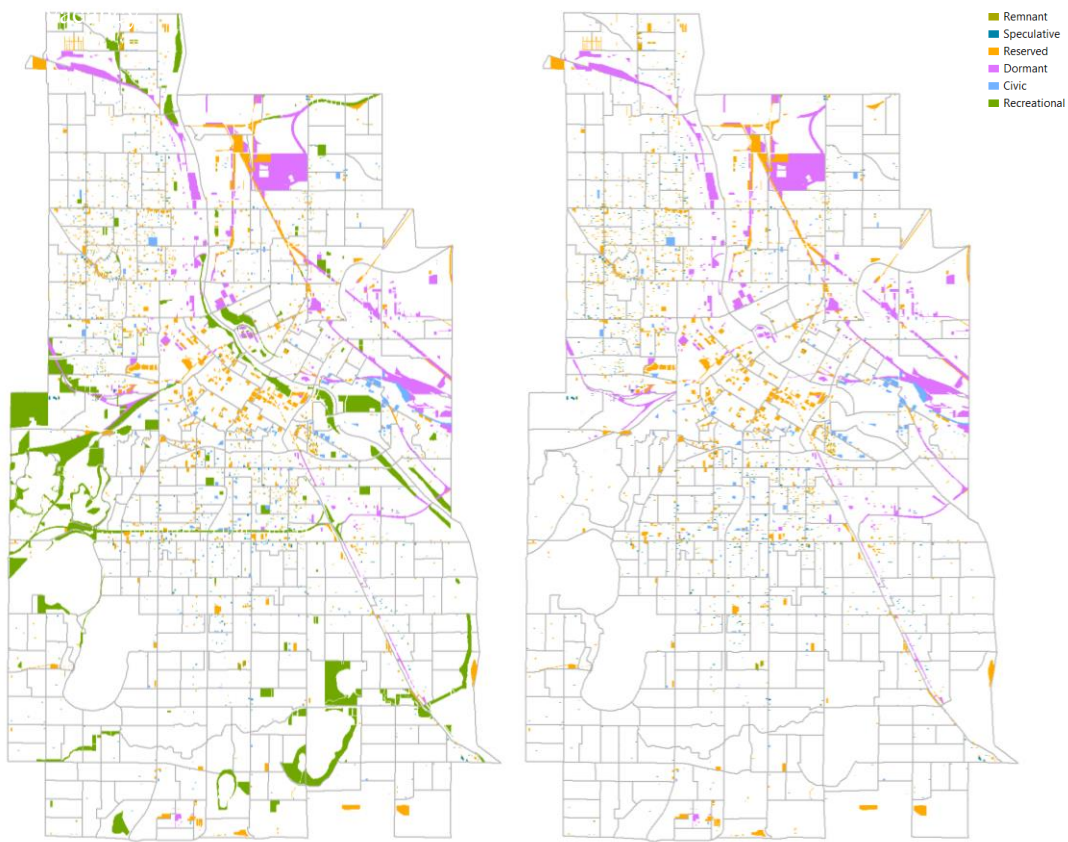 Remnant
Speculative
Reserved
Dormant
Civic
Recreational